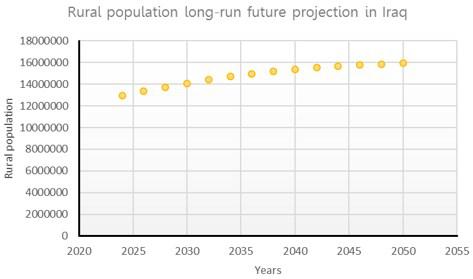 Rural population long-run future projection in Iraq
18000000
16000000
14000000
12000000
10000000
8000000
6000000
4000000
2000000
0
Rural population
2020 2025 2030 2035 2040 2045 2050 2055
Years